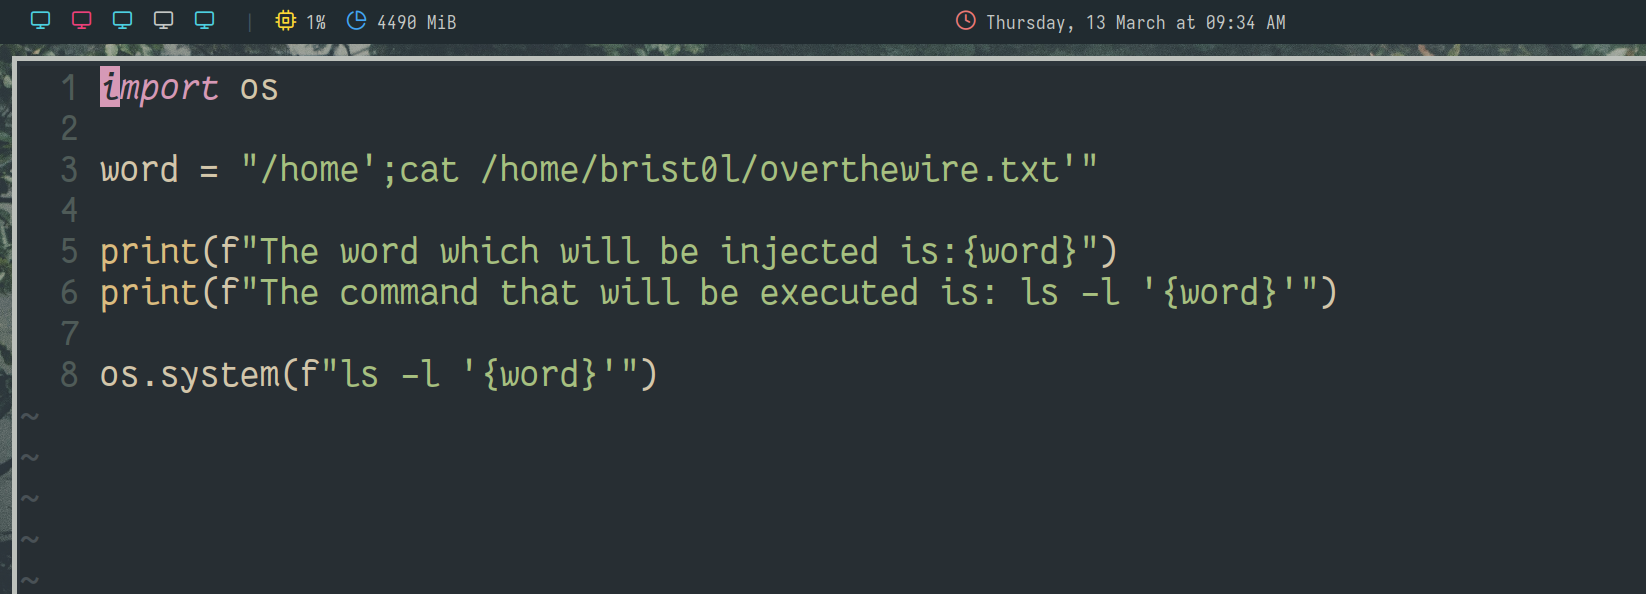 1% 4490 MiB Thursday, 13 March at 09:34 AM
1 import os
2
3 word = "/home';cat /home/brist0l/overthewire.txt'"
4
5 print(f"The word which will be injected is:{word}")
6 print(f"The command that will be executed is: ls -l '{word}'")
7
8 os.system(f"ls -l '{word}'")
~
~
~
~
~